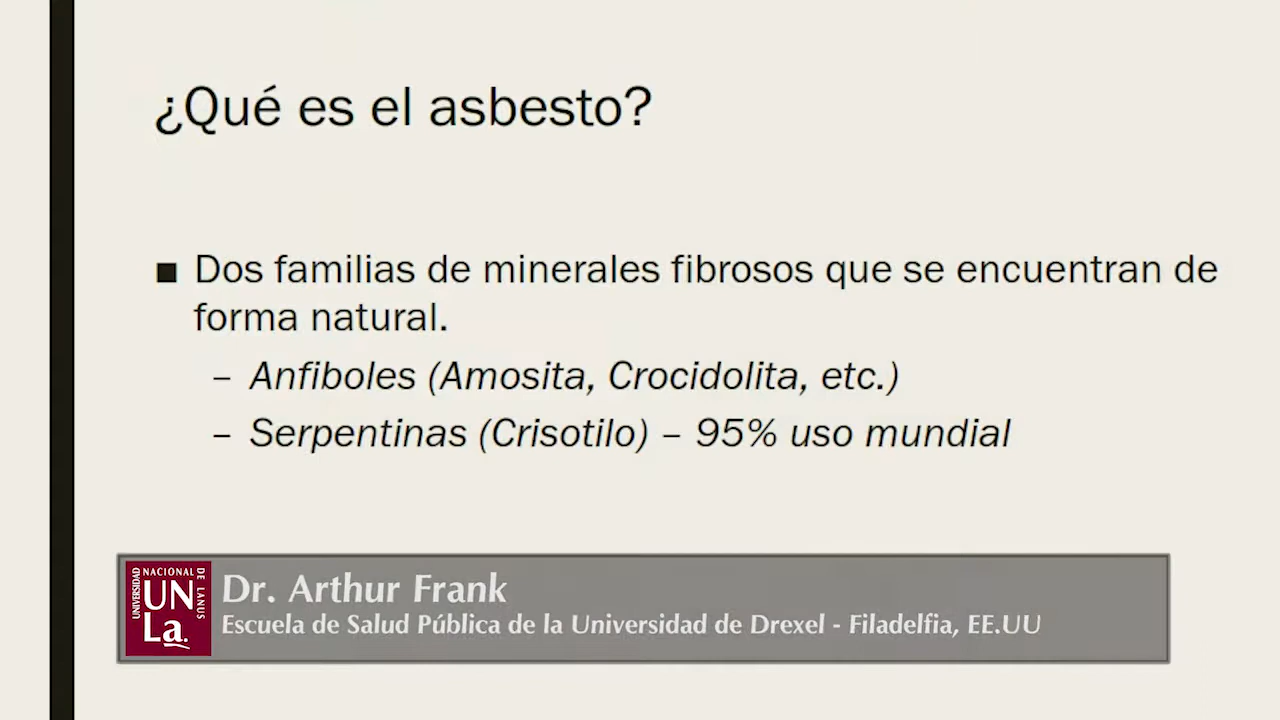 ¿Qué es el asbesto?
■ Dos familias de minerales fibrosos que se encuentran de
forma natural.
– Anfiboles (Amosita, Crocidolita, etc.)
– Serpentinas (Crisotilo) – 95% uso mundial
UNIVERSIDAD NACIONAL DE LANUS
UN
La.
Dr. Arthur Frank
Escuela de Salud Pública de la Universidad de Drexel - Filadelfia, EE.UU